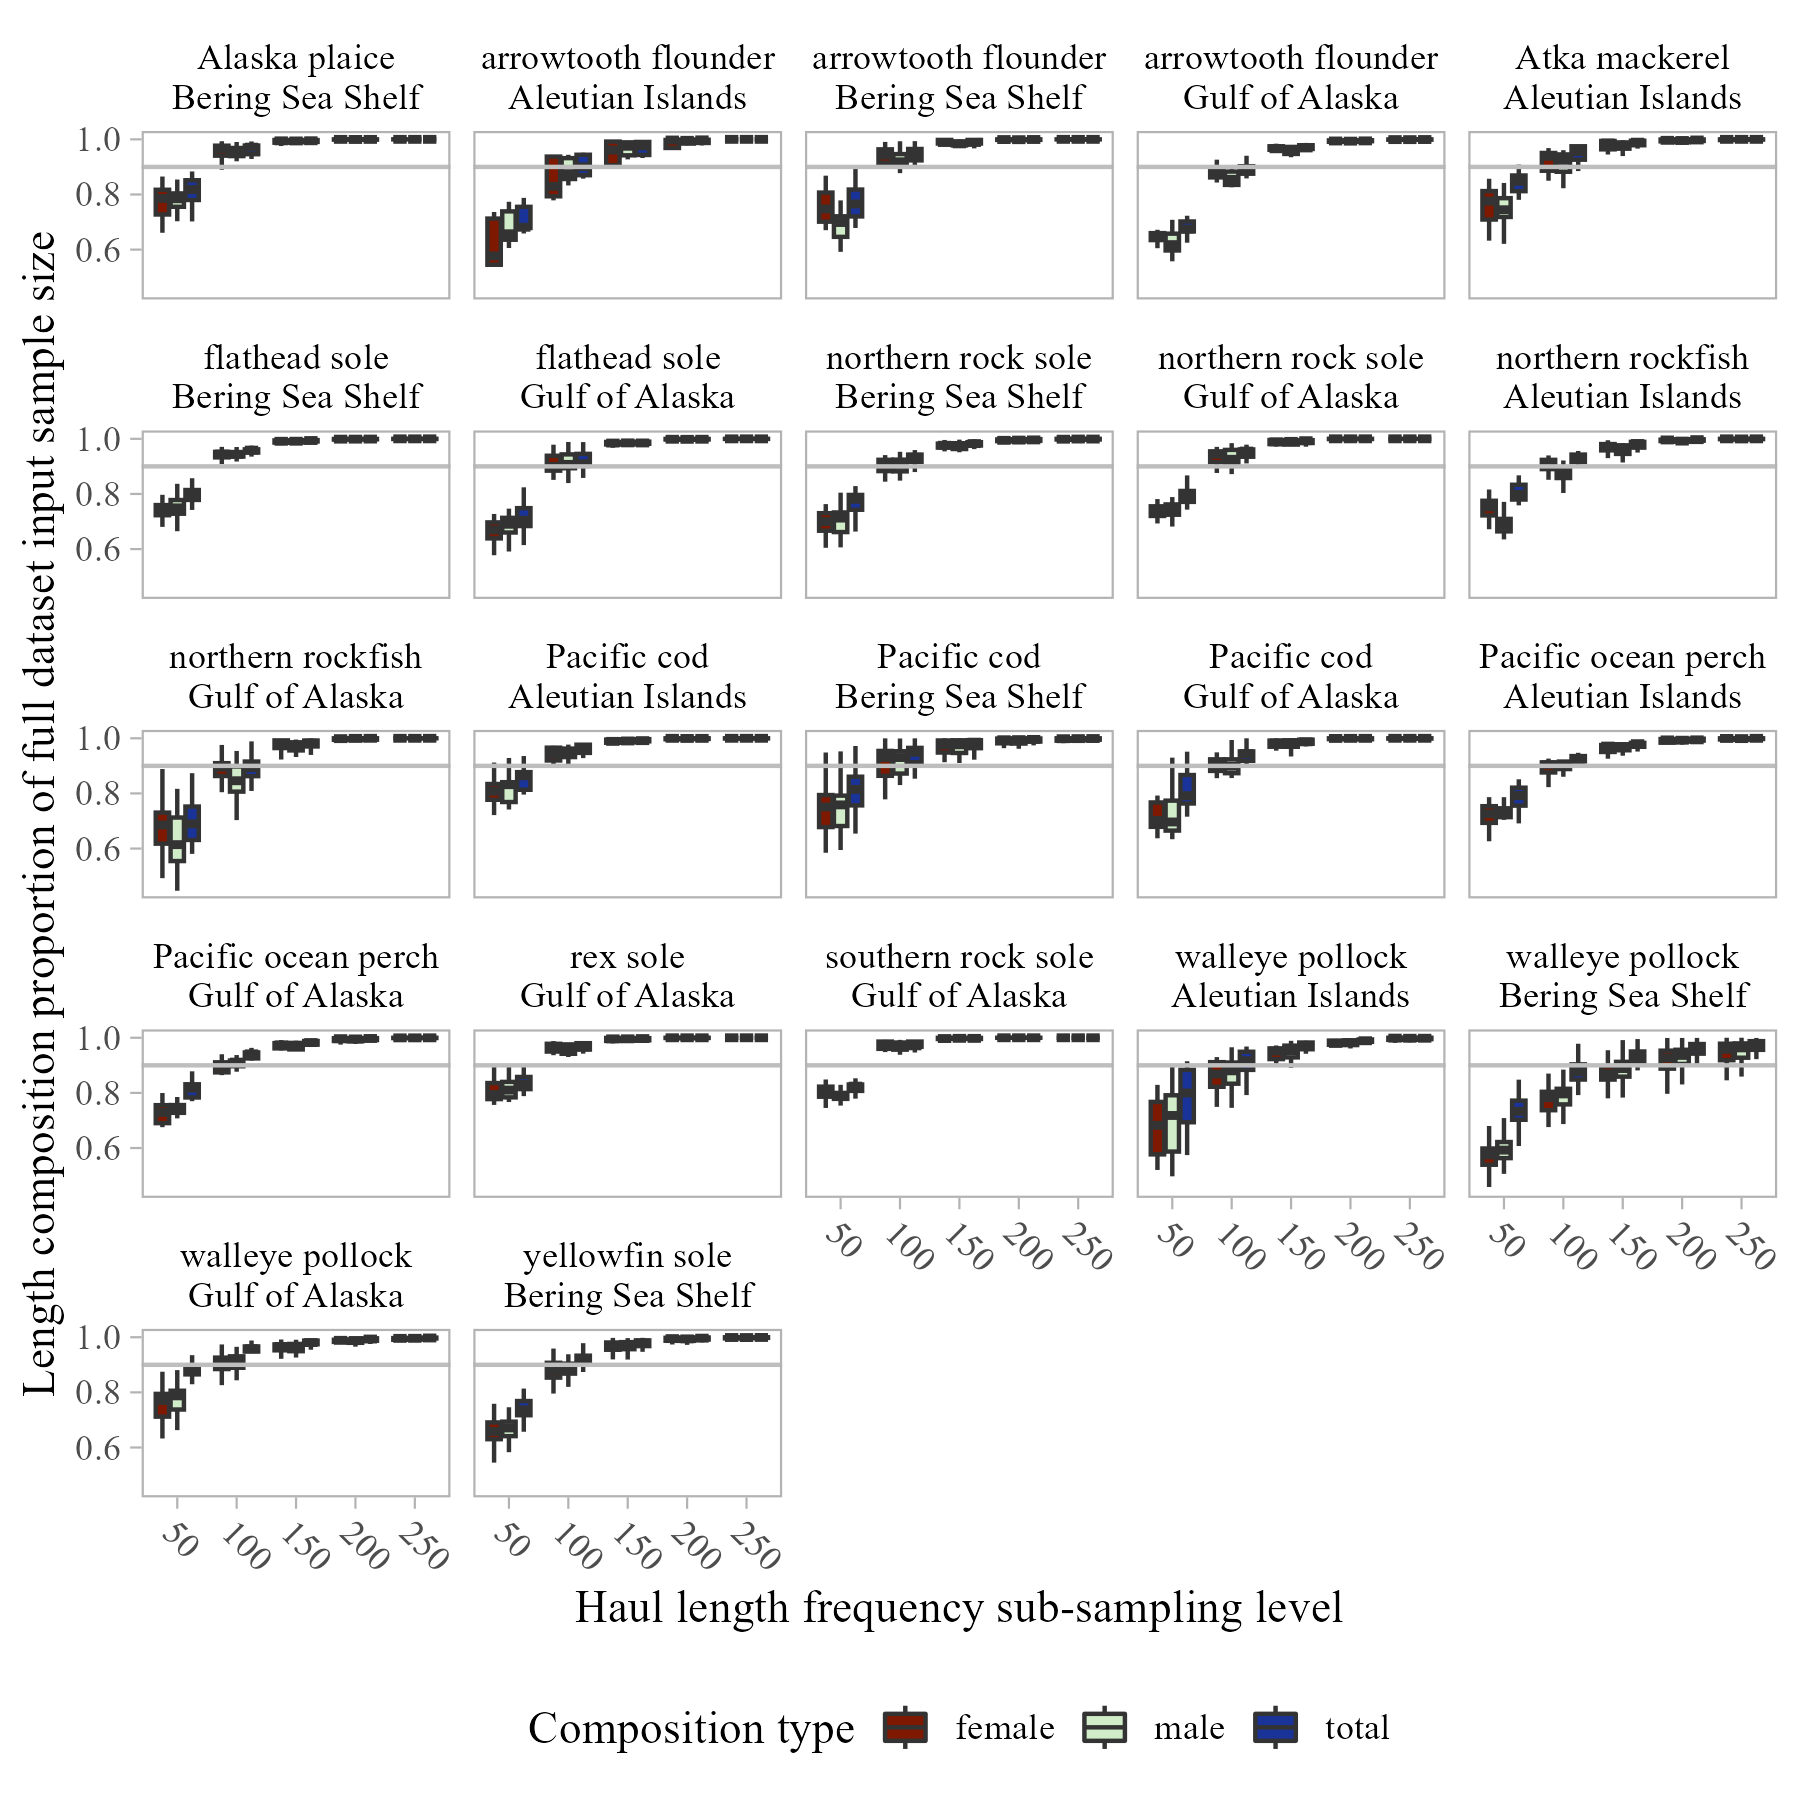 Length composition proportion of full dataset input sample size
Alaska plaice
Bering Sea Shelf
arrowtooth flounder
Aleutian Islands
arrowtooth flounder
Bering Sea Shelf
arrowtooth flounder
Gulf of Alaska
Atka mackerel
Aleutian Islands
1.0
0.8
0.6
flathead sole
Bering Sea Shelf
flathead sole
Gulf of Alaska
northern rock sole
Bering Sea Shelf
northern rock sole
Gulf of Alaska
northern rockfish
Aleutian Islands
1.0
0.8
0.6
northern rockfish
Gulf of Alaska
Pacific cod
Aleutian Islands
Pacific cod
Bering Sea Shelf
Pacific cod
Gulf of Alaska
Pacific ocean perch
Aleutian Islands
1.0
0.8
0.6
Pacific ocean perch
Gulf of Alaska
rex sole
Gulf of Alaska
southern rock sole
Gulf of Alaska
walleye pollock
Aleutian Islands
walleye pollock
Bering Sea Shelf
1.0
0.8
0.6
50 100 150 200 250
50 100 150 200 250
50 100 150 200 250
walleye pollock
Gulf of Alaska
yellowfin sole
Bering Sea Shelf
1.0
0.8
0.6
50 100 150 200 250
50 100 150 200 250
Haul length frequency sub-sampling level
Composition type female male total